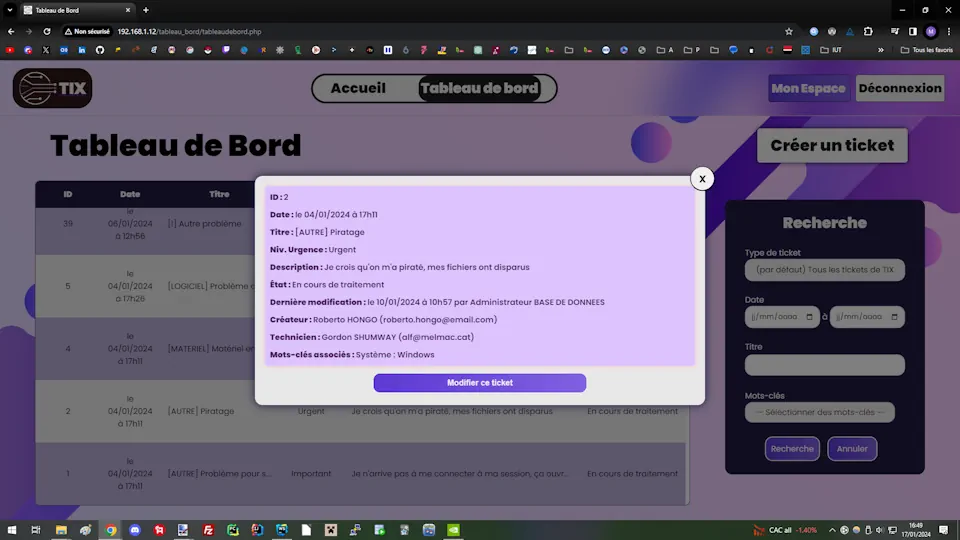 Tableau de Bord
Non sécurisé
192.168.1.12/tableau_bord/tableaudebord.php
M
A
P
IUT
Tous les favoris
TIX
Accueil
Tableau de bord
Mon Espace
Déconnexion
Tableau de Bord
Créer un ticket
ID Date Titre
39 le 06/01/2024 à 12h56 [!] Autre problème
5 le 04/01/2024 à 17h26 [LOGICIEL] Problème
4 le 04/01/2024 à 17h11 [MATERIEL] Matériel en
2 le 04/01/2024 à 17h11 [AUTRE] Piratage Urgent Je crois qu'on m'a piraté, mes fichiers ont disparus En cours de traitement
1 le 04/01/2024 à 17h11 [AUTRE] Problème pour s... Important Je n'arrive pas à me connecter à ma session, ça ouvr... En cours de traitement
X
ID : 2
Date : le 04/01/2024 à 17h11
Titre : [AUTRE] Piratage
Niv. Urgence : Urgent
Description : Je crois qu'on m'a piraté, mes fichiers ont disparus
État : En cours de traitement
Dernière modification : le 10/01/2024 à 10h57 par Administrateur BASE DE DONNEES
Créateur : Roberto HONGO (roberto.hongo@email.com)
Technicien : Gordon SHUMWAY (alf@melmac.cat)
Mots-clés associés : Système : Windows
Modifier ce ticket
Recherche
Type de ticket
(par défaut) Tous les tickets de TIX
Date
jj/mm/aaaa à jj/mm/aaaa
Titre
Mots-clés
-- Sélectionner des mots-clés --
Recherche
Annuler
CAC all -1.40%
16:49
17/01/2024